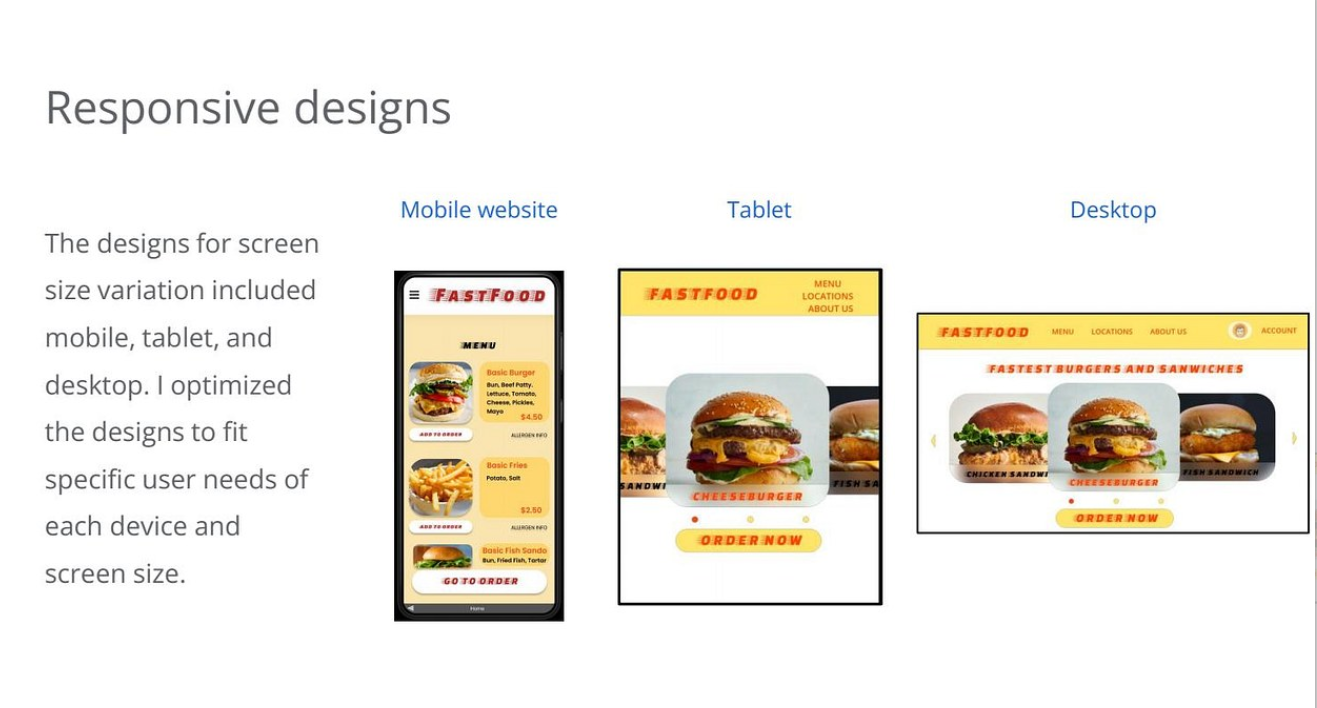 Responsive designs
The designs for screen
size variation included
mobile, tablet, and
desktop. I optimized
the designs to fit
specific user needs of
each device and
screen size.
Mobile website
FASTFOOD
MENU
Basic Burger
Bun, Beef Patty,
Lettuce, Tomato,
Cheese, Pickles,
Mayo
$4.50
ADD TO ORDER
ALLERGEN INFO
Basic Fries
Potato, Salt
$2.50
ADD TO ORDER
ALLERGEN INFO
Basic Fish Sando
Bun, Fried Fish, Tartar
GO TO ORDER
Home
Tablet
FASTFOOD
MENU
LOCATIONS
ABOUT US
SANDWI
CHEESEBURGER
FISH SA
ORDER NOW
Desktop
FASTFOOD MENU LOCATIONS ABOUT US ACCOUNT
FASTEST BURGERS AND SANWICHES
CHICKEN SANDWI
CHEESEBURGER
FISH SANDWICH
ORDER NOW